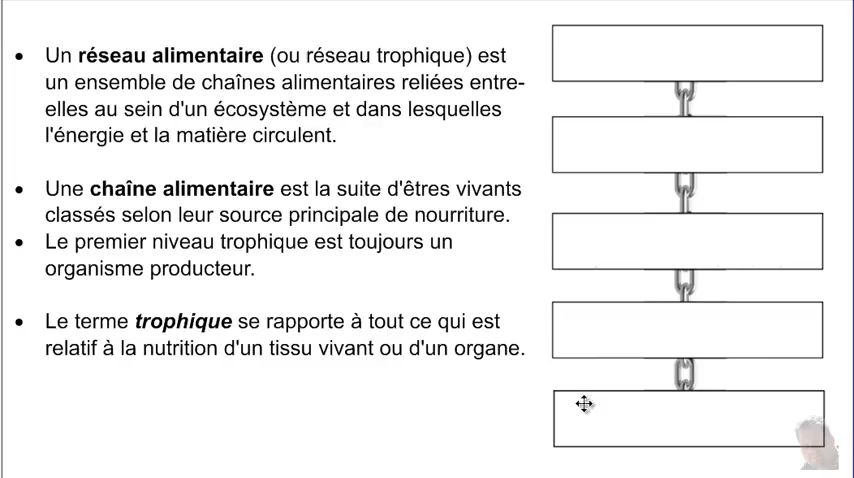 Un réseau alimentaire (ou réseau trophique) est
un ensemble de chaînes alimentaires reliées entre-
elles au sein d'un écosystème et dans lesquelles
l'énergie et la matière circulent.
Une chaîne alimentaire est la suite d'êtres vivants
classés selon leur source principale de nourriture.
Le premier niveau trophique est toujours un
organisme producteur.
Le terme trophique se rapporte à tout ce qui est
relatif à la nutrition d'un tissu vivant ou d'un organe.